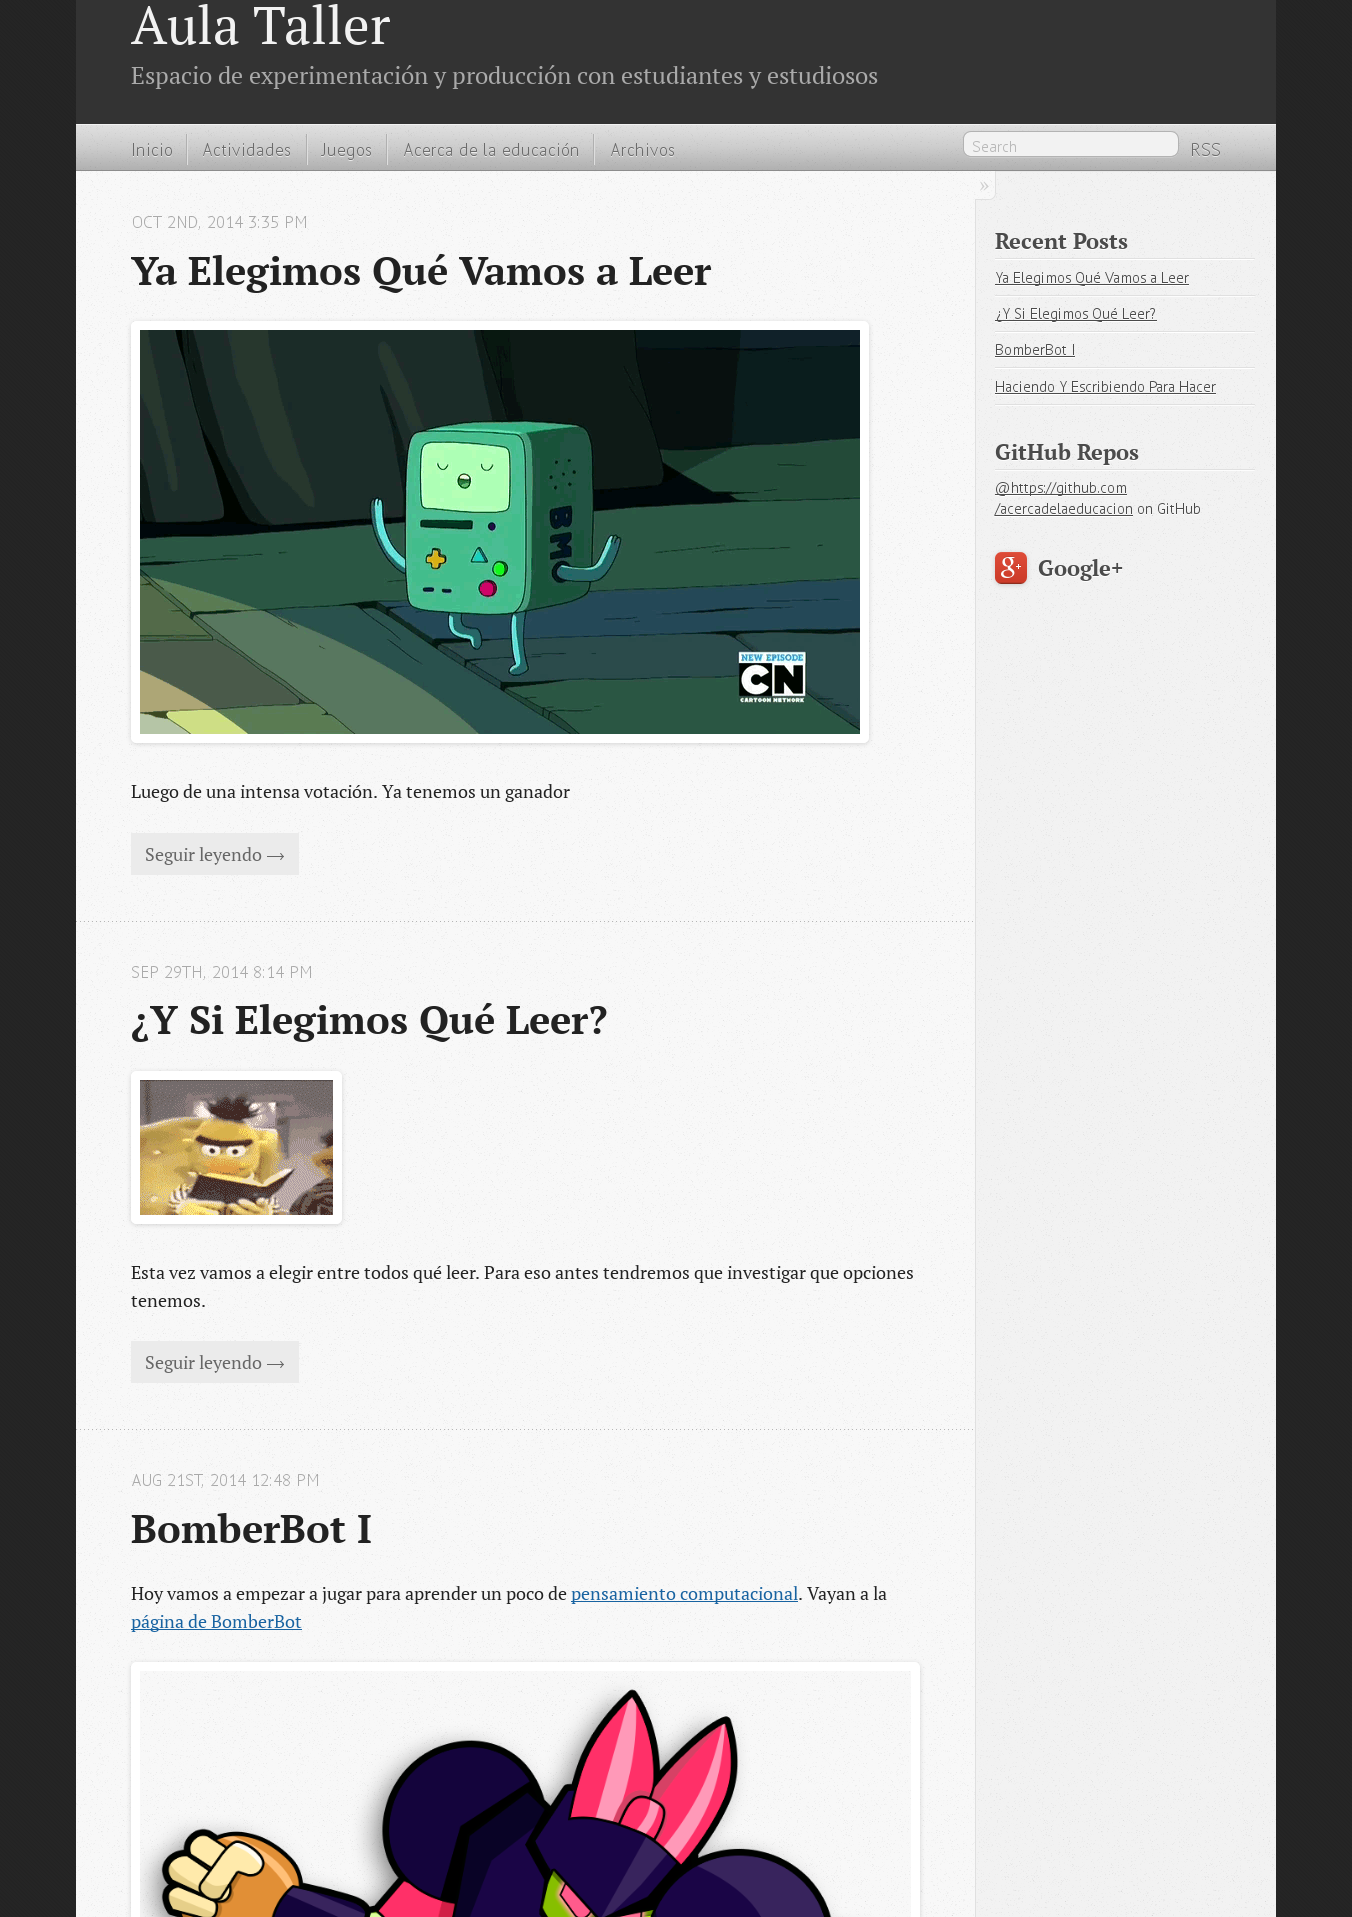 Aula Taller
Espacio de experimentación y producción con estudiantes y estudiosos
Inicio
Actividades
Juegos
Acerca de la educación
Archivos
Search
RSS
»
OCT 2ND, 2014 3:35 PM
Ya Elegimos Qué Vamos a Leer
BMO
NEW EPISODE
CN
CARTOON NETWORK
Luego de una intensa votación. Ya tenemos un ganador
Seguir leyendo →
SEP 29TH, 2014 8:14 PM
¿Y Si Elegimos Qué Leer?
Esta vez vamos a elegir entre todos qué leer. Para eso antes tendremos que investigar que opciones
tenemos.
Seguir leyendo →
AUG 21ST, 2014 12:48 PM
BomberBot I
Hoy vamos a empezar a jugar para aprender un poco de pensamiento computacional. Vayan a la
página de BomberBot
Recent Posts
Ya Elegimos Qué Vamos a Leer
¿Y Si Elegimos Qué Leer?
BomberBot I
Haciendo Y Escribiendo Para Hacer
GitHub Repos
@https://github.com
/acercadelaeducacion on GitHub
g+ Google+